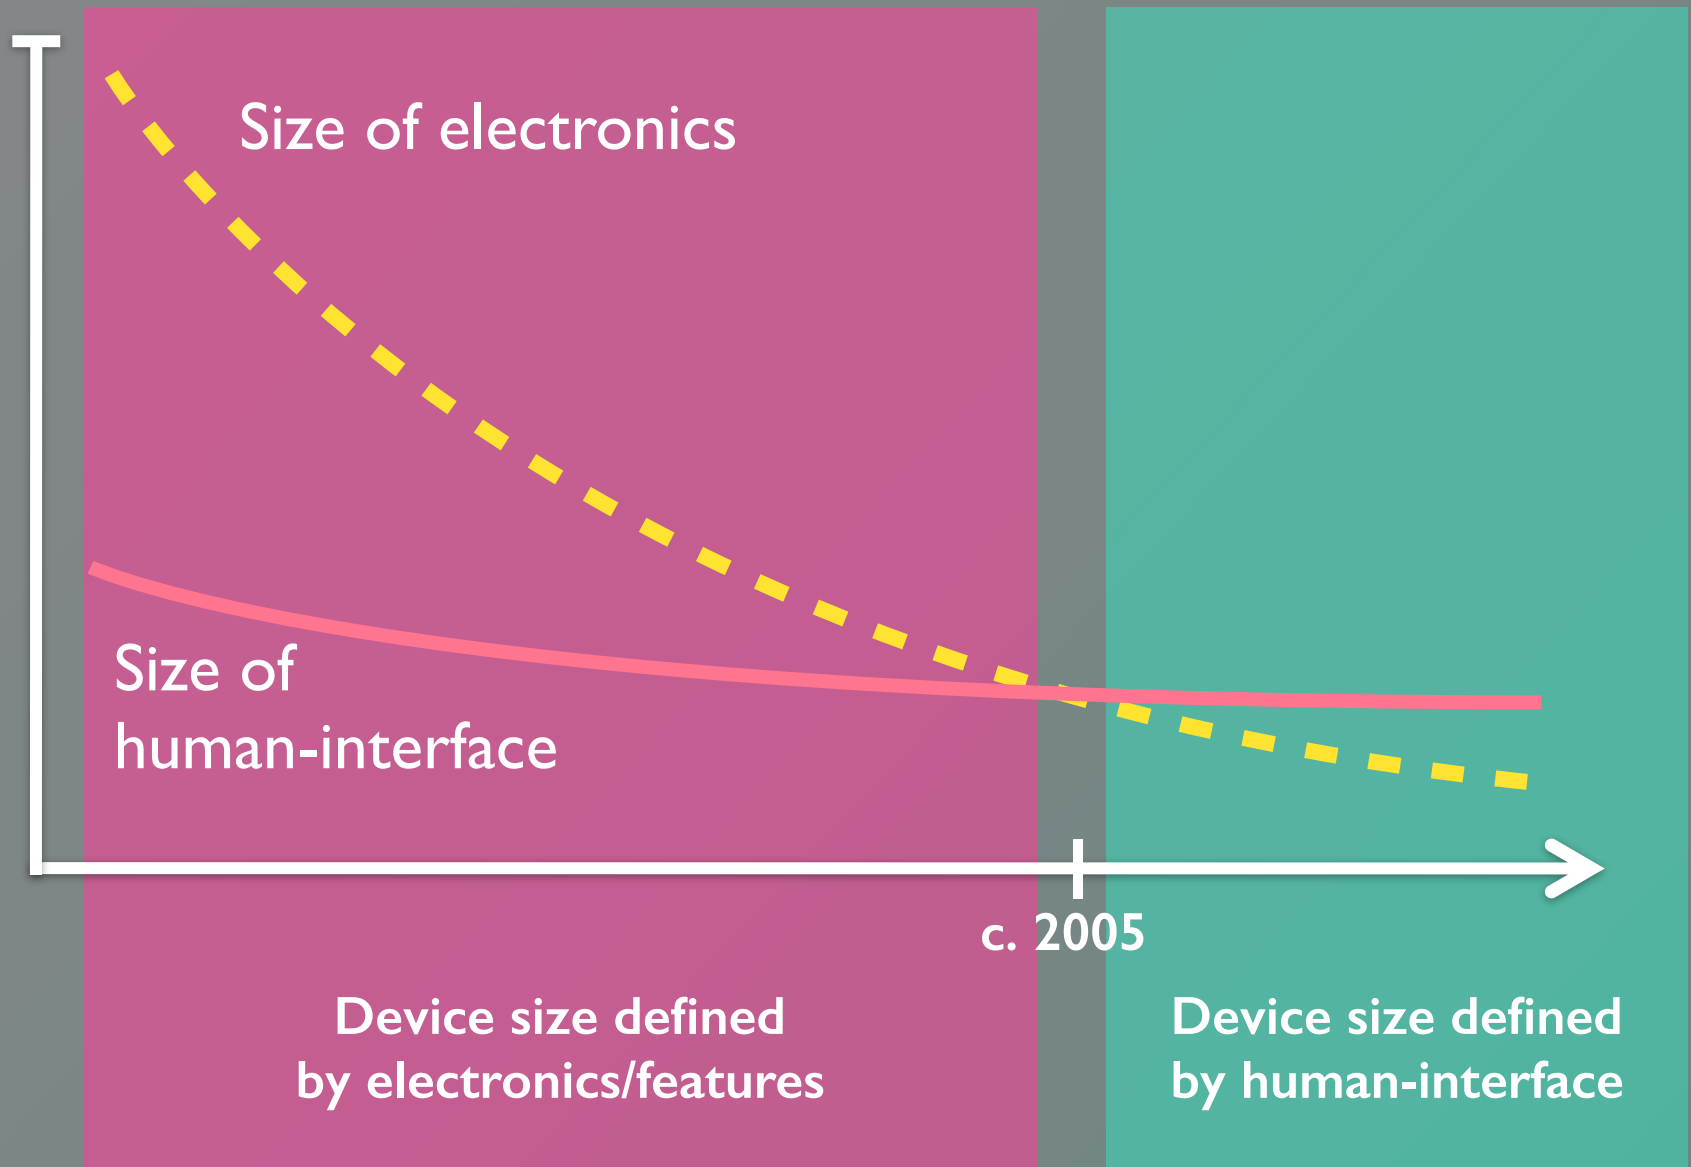 Size of electronics
Size of
human-interface
c. 2005
Device size defined
by electronics/features
Device size defined
by human-interface